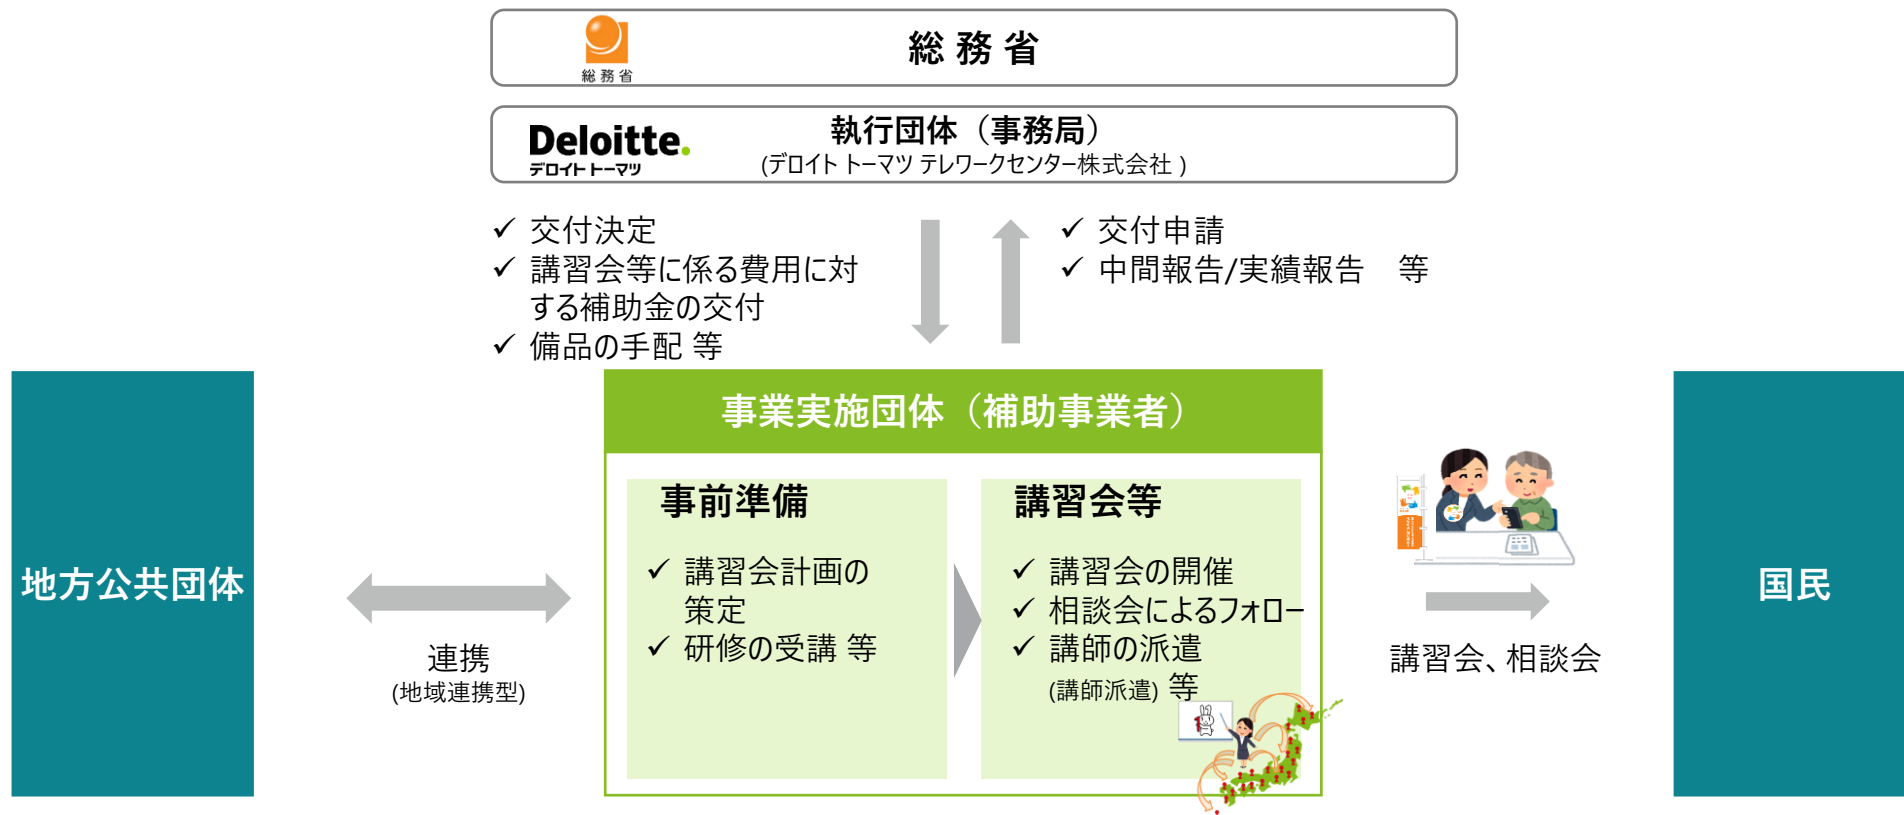 総務省
総務省
Deloitte.
デロイト トーマツ
執行団体（事務局）
(デロイト トーマツ テレワークセンター株式会社 )
✓ 交付決定
✓ 講習会等に係る費用に対
する補助金の交付
✓ 備品の手配 等
✓ 交付申請
✓ 中間報告/実績報告　等
地方公共団体
連携
(地域連携型)
事業実施団体（補助事業者）
事前準備
✓ 講習会計画の
策定
✓ 研修の受講 等
講習会等
✓ 講習会の開催
✓ 相談会によるフォロー
✓ 講師の派遣
(講師派遣) 等
講習会、相談会
国民